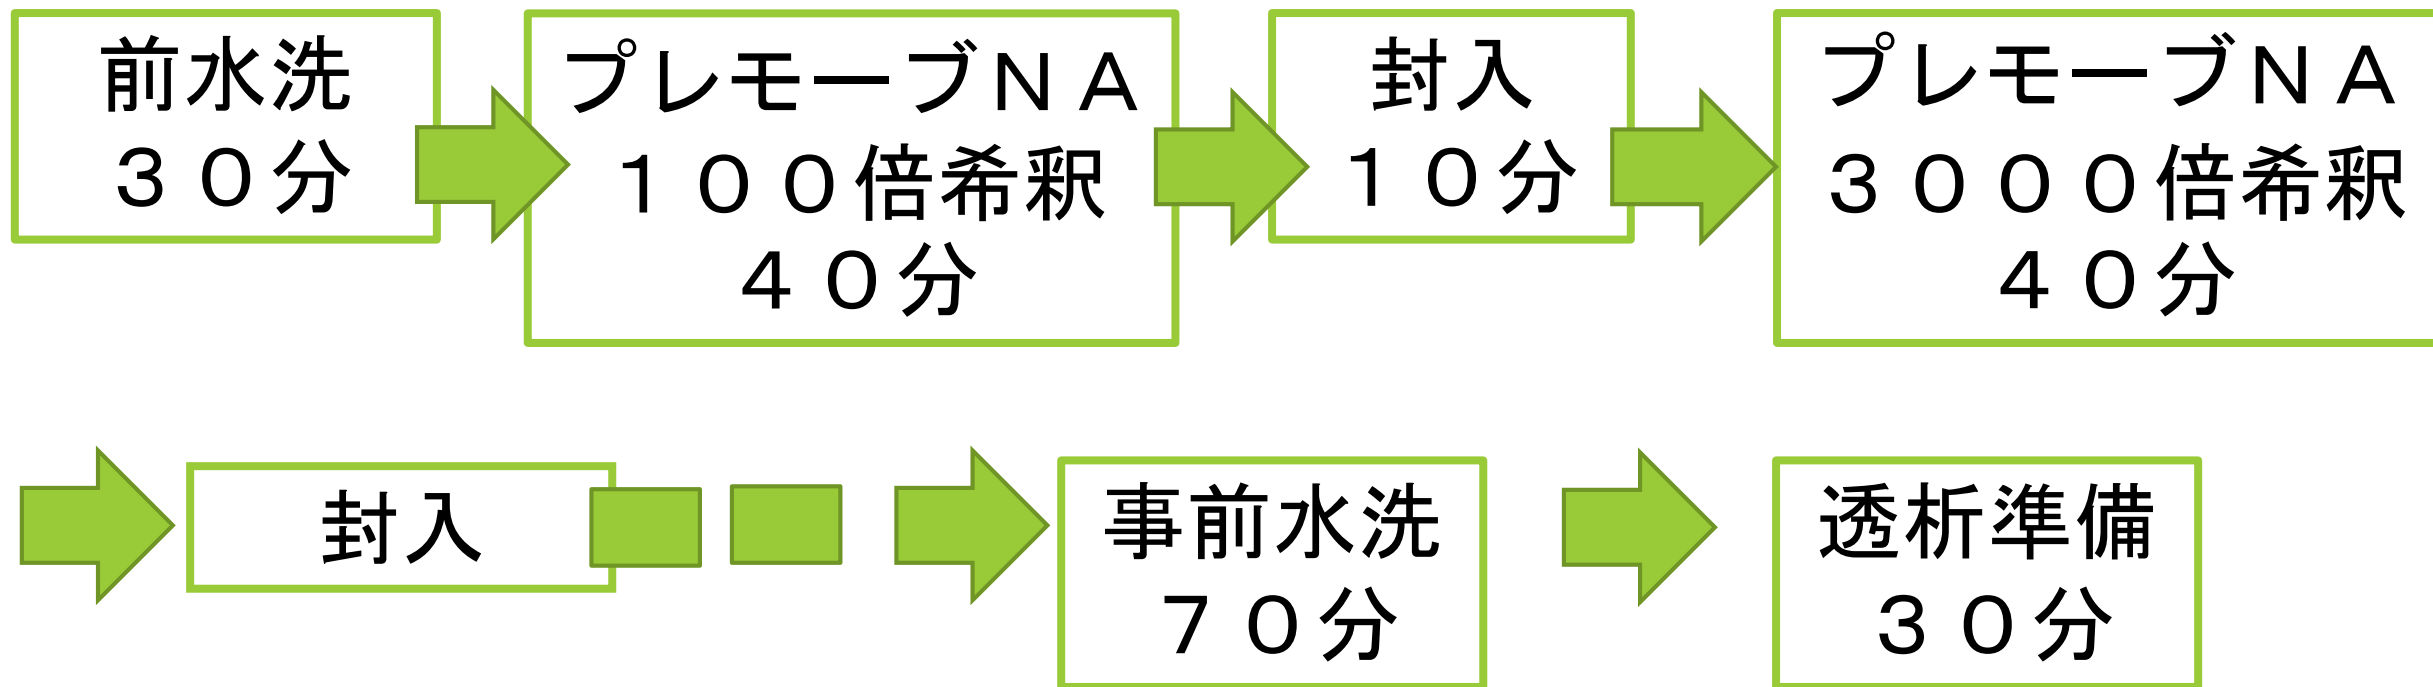 前水洗
３０分
プレモーブＮＡ
１００倍希釈
４０分
封入
１０分
プレモーブＮＡ
３０００倍希釈
４０分
封入
事前水洗
７０分
透析準備
３０分